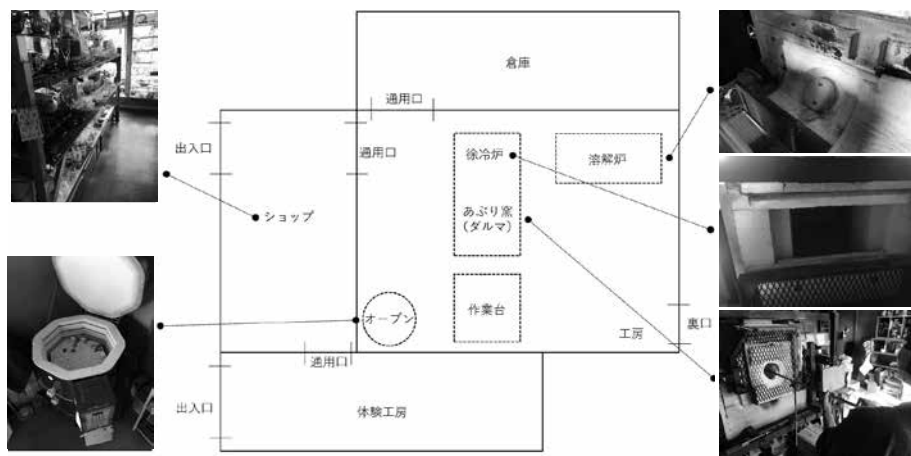 倉庫
通用口
出入口
通用口
徐冷炉
溶解炉
あぶり窯
(ダルマ)
ショップ
オーブン
作業台
裏口
工房
通用口
出入口
体験工房